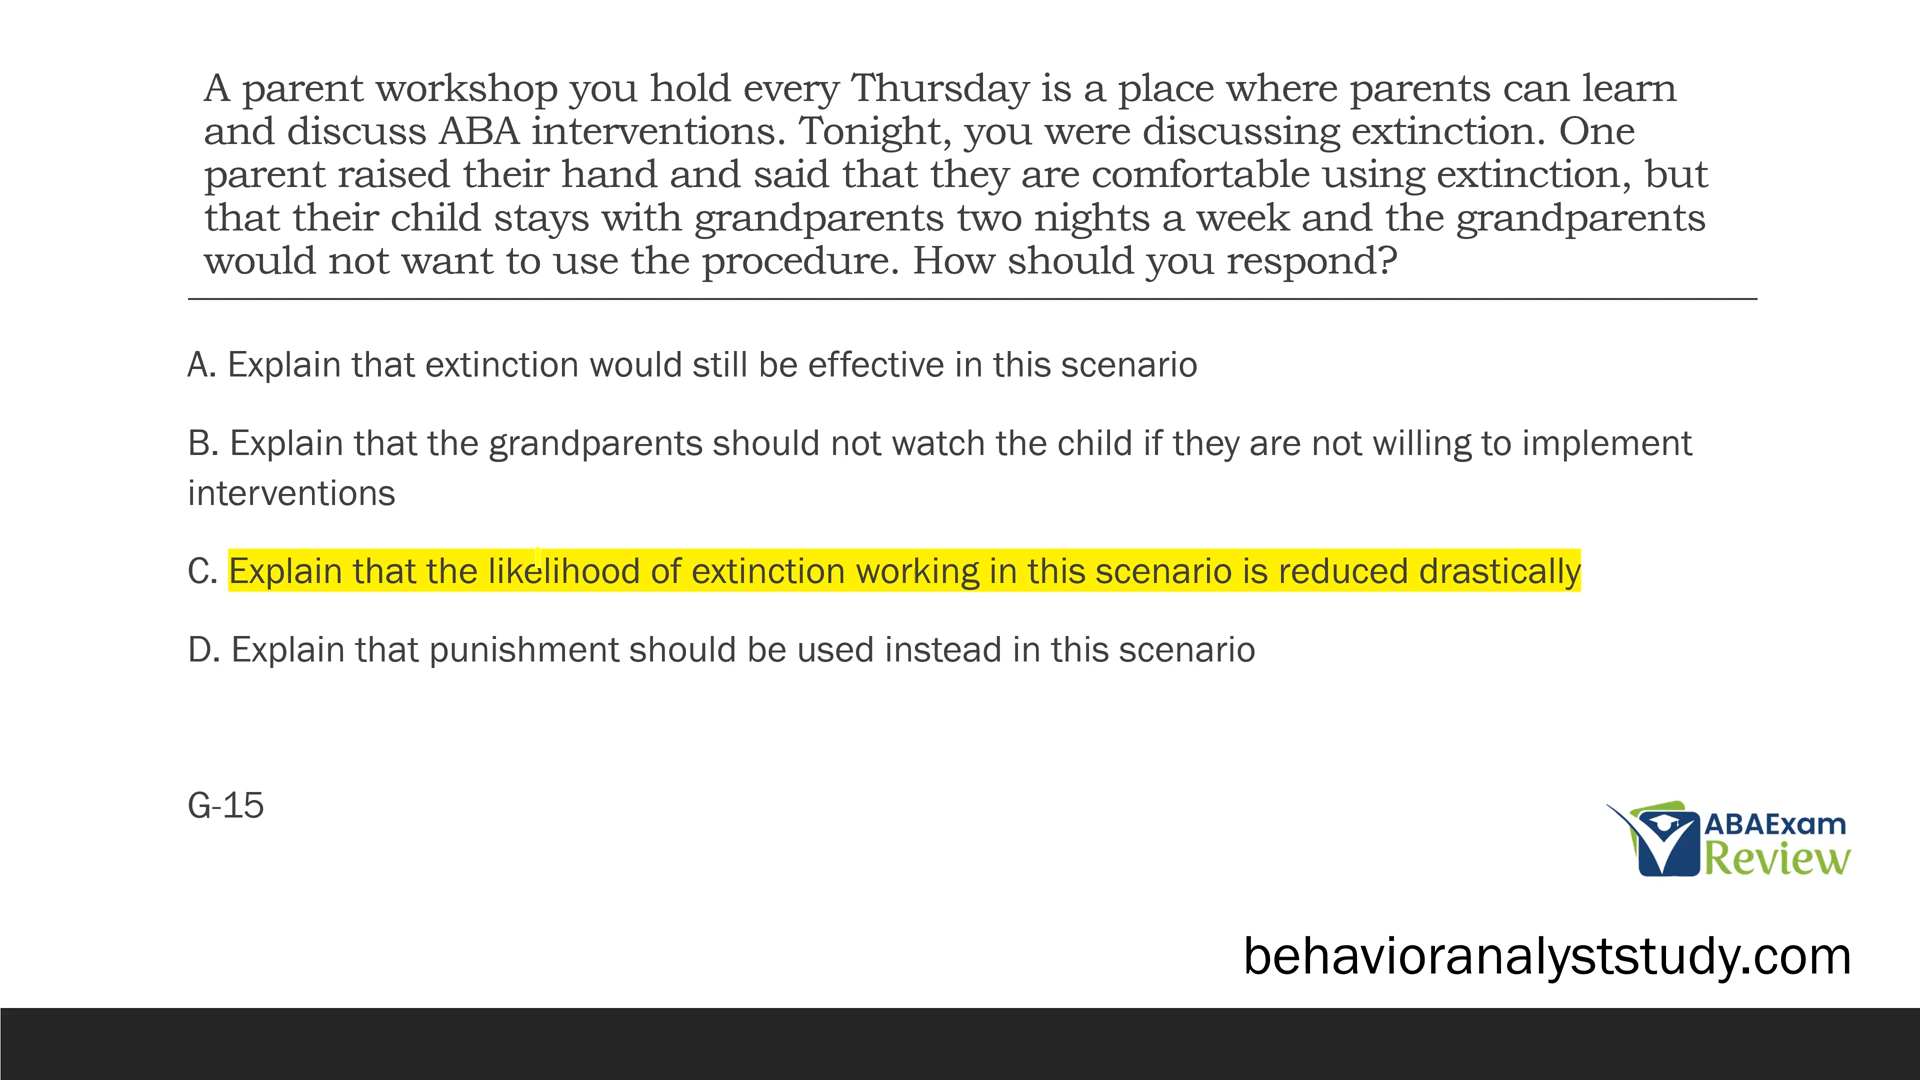 A parent workshop you hold every Thursday is a place where parents can learn
and discuss ABA interventions. Tonight, you were discussing extinction. One
parent raised their hand and said that they are comfortable using extinction, but
that their child stays with grandparents two nights a week and the grandparents
would not want to use the procedure. How should you respond?
A. Explain that extinction would still be effective in this scenario
B. Explain that the grandparents should not watch the child if they are not willing to implement
interventions
C. Explain that the likelihood of extinction working in this scenario is reduced drastically
D. Explain that punishment should be used instead in this scenario
G-15
ABAExam
Review
behavioranalyststudy.com